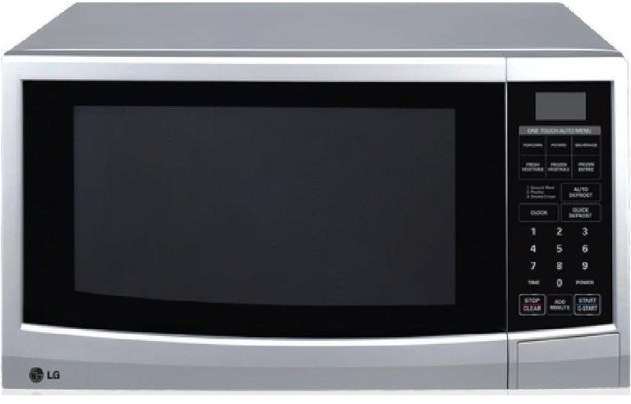 ONE TOUCH AUTO MENU
POPCORN POTATO BEVERAGE
FRESH VEGETABLE FROZEN VEGETABLE FROZEN ENTREE
AUTO DEFROST
CLOCK QUICK DEFROST
1 2 3
4 5 6
7 8 9
TIME 0 POWER
STOP CLEAR ADD MINUTE START
LG